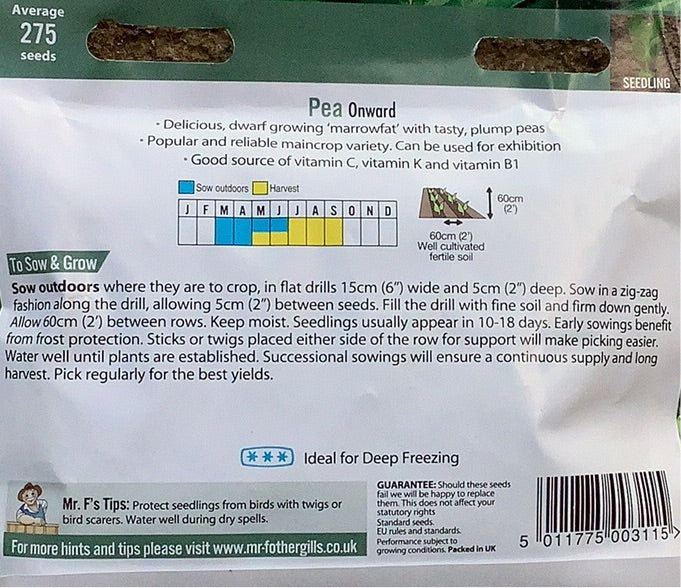 Average
275
seeds
SEEDLING
Pea Onward
• Delicious, dwarf growing 'marrowfat' with tasty, plump peas
• Popular and reliable maincrop variety. Can be used for exhibition
• Good source of vitamin C, vitamin K and vitamin B1
Sow outdoors Harvest
J F M A M J J A S O N D
60cm
(2')
60cm (2')
Well cultivated
fertile soil
To Sow & Grow
Sow outdoors where they are to crop, in flat drills 15cm (6") wide and 5cm (2") deep. Sow in a zig-zag
fashion along the drill, allowing 5cm (2") between seeds. Fill the drill with fine soil and firm down gently.
Allow 60cm (2') between rows. Keep moist. Seedlings usually appear in 10-18 days. Early sowings benefit
from frost protection. Sticks or twigs placed either side of the row for support will make picking easier.
Water well until plants are established. Successional sowings will ensure a continuous supply and long
harvest. Pick regularly for the best yields.
*** Ideal for Deep Freezing
Mr. F's Tips: Protect seedlings from birds with twigs or
bird scarers. Water well during dry spells.
For more hints and tips please visit www.mr-fothergills.co.uk
GUARANTEE: Should these seeds
fail we will be happy to replace
them. This does not affect your
statutory rights
Standard seeds.
EU rules and standards.
Performance subject to
growing conditions. Packed in UK
5 011775 003115 >